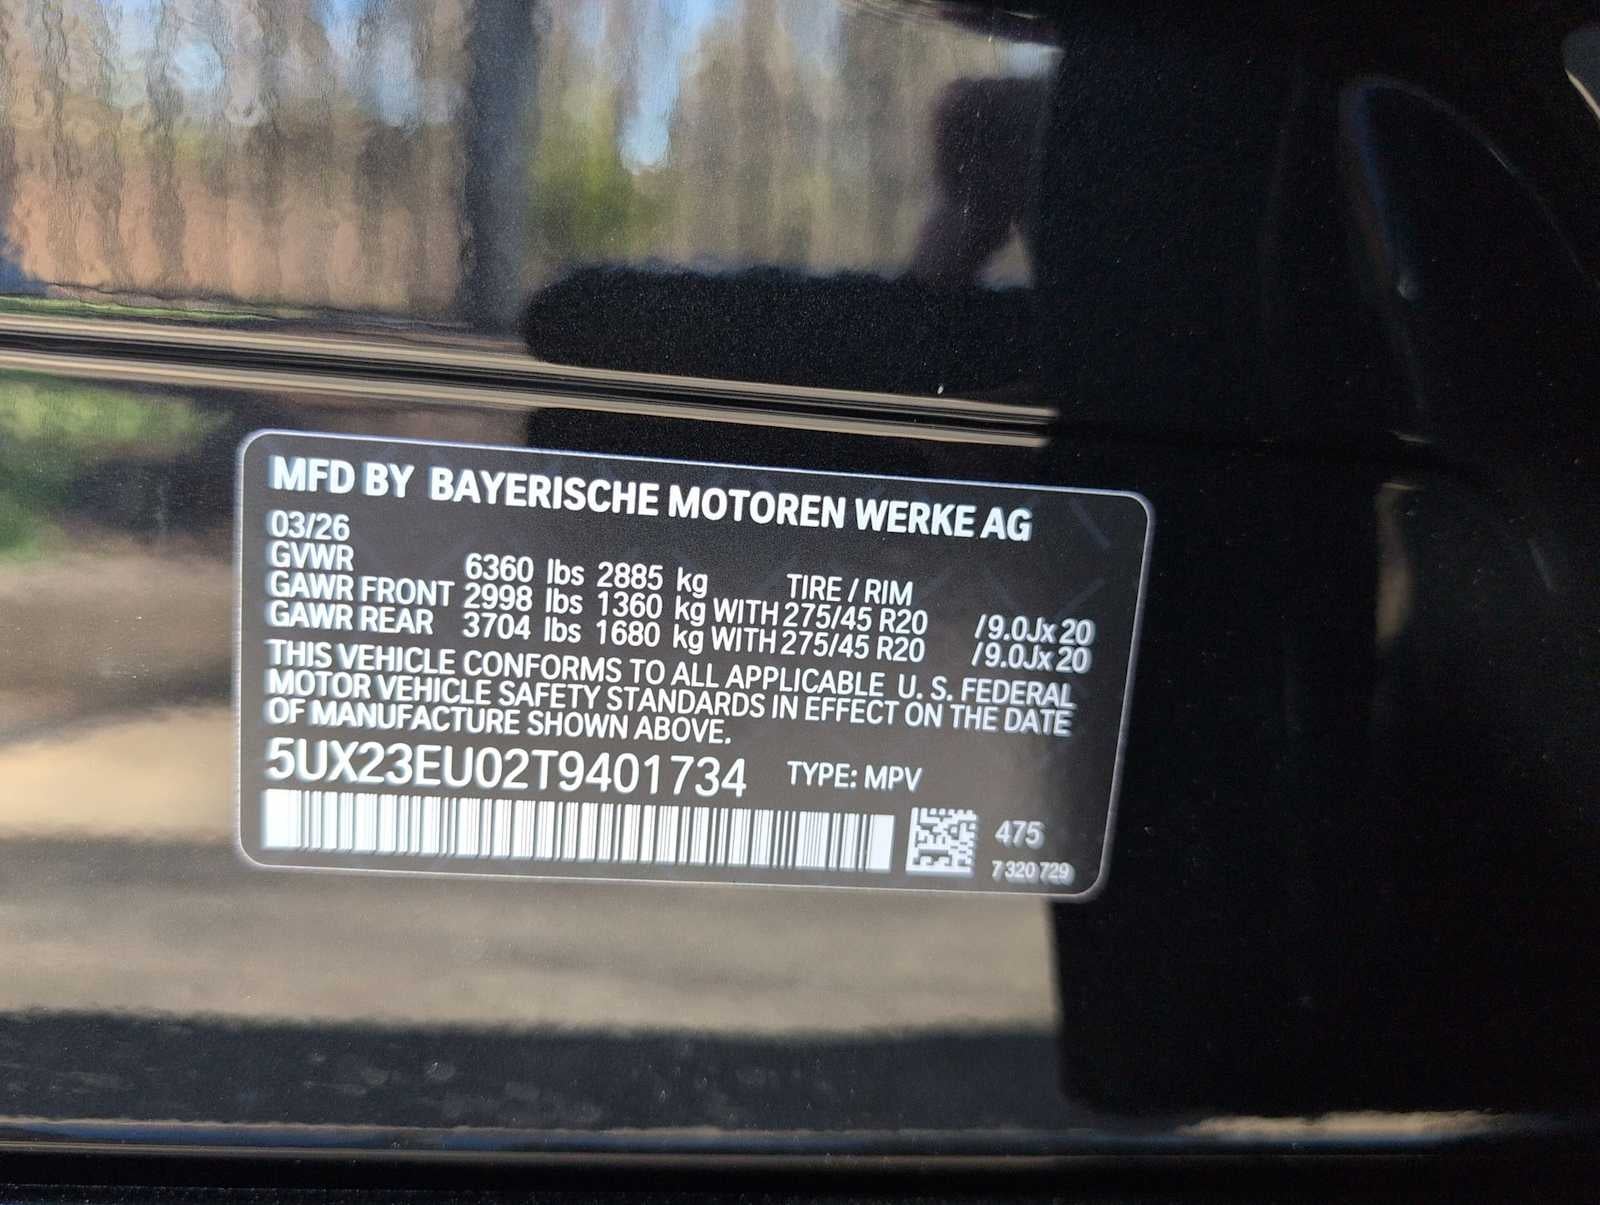 MFD BY BAYERISCHE MOTOREN WERKE AG
03/26
GVWR 6360 lbs 2885 kg TIRE / RIM
GAWR FRONT 2998 lbs 1360 kg WITH 275/45 R20 / 9.0Jx 20
GAWR REAR 3704 lbs 1680 kg WITH 275/45 R20 / 9.0Jx 20
THIS VEHICLE CONFORMS TO ALL APPLICABLE U. S. FEDERAL
MOTOR VEHICLE SAFETY STANDARDS IN EFFECT ON THE DATE
OF MANUFACTURE SHOWN ABOVE.
5UX23EU02T9401734 TYPE: MPV
475
7 320 729